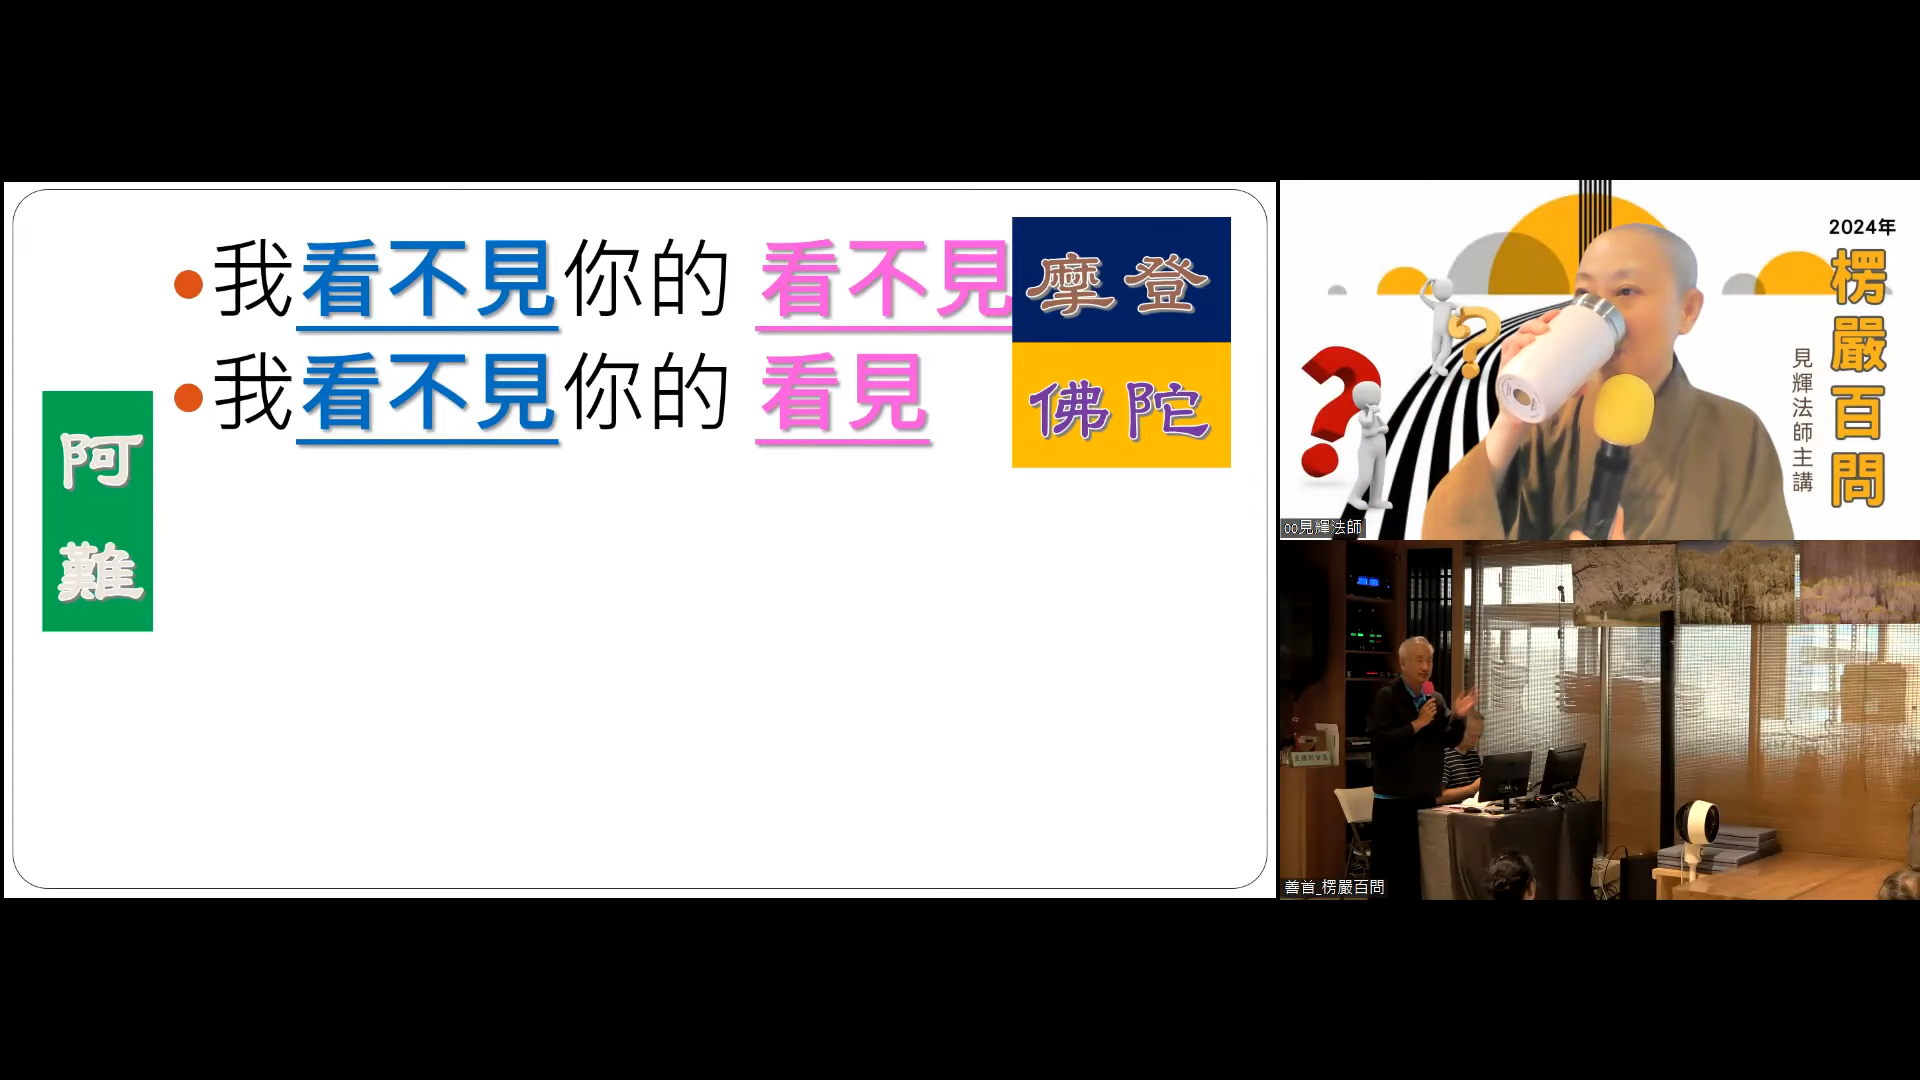 我看不見你的 看不見
摩登
我看不見你的 看見
佛陀
阿難
2024年
楞嚴百問
見輝法師主講
00見輝法師
善首_楞嚴百問